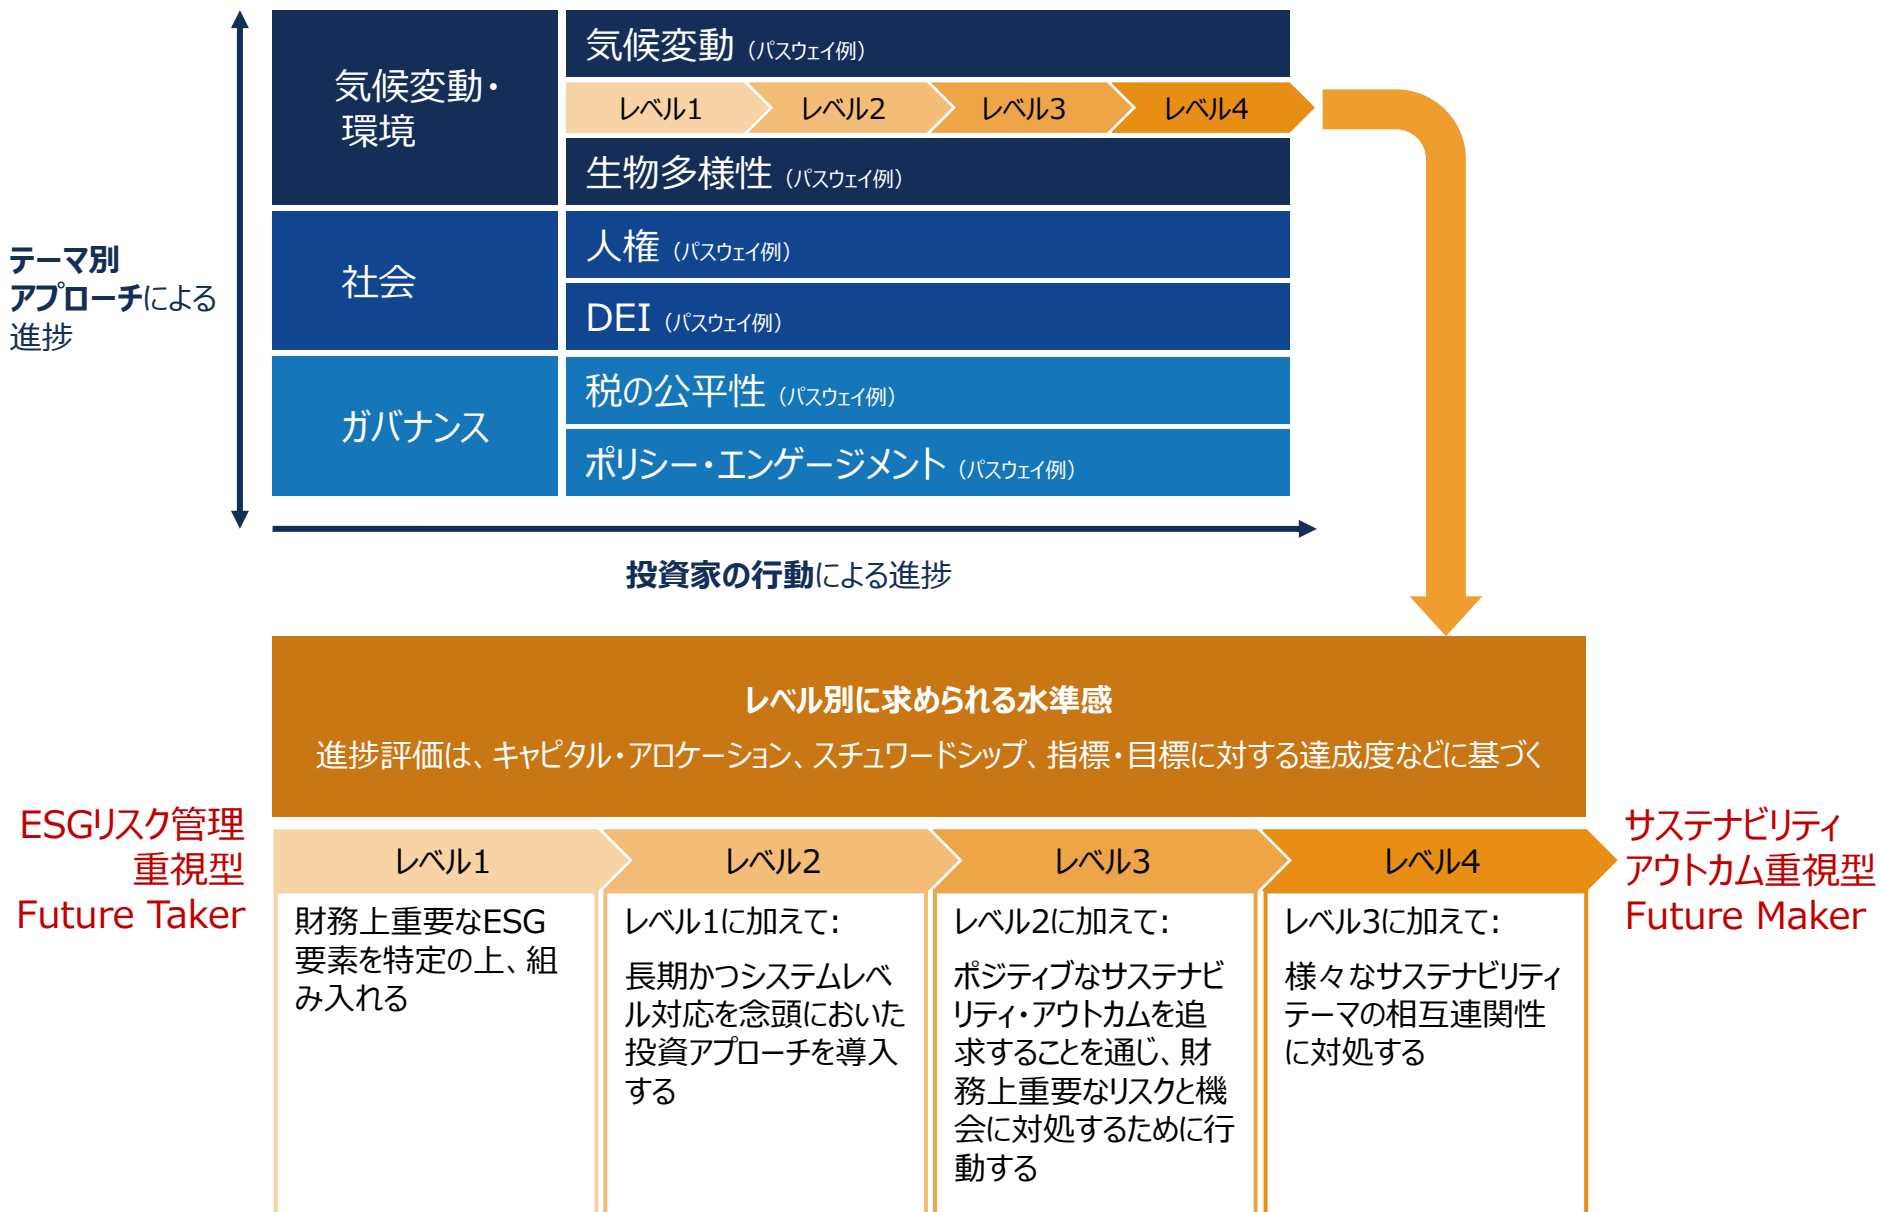 気候変動・
環境
気候変動（パスウェイ例）
レベル1
レベル2
レベル3
レベル4
生物多様性（パスウェイ例）
テーマ別
アプローチによる
進捗
社会
人権（パスウェイ例）
DEI（パスウェイ例）
ガバナンス
税の公平性（パスウェイ例）
ポリシー・エンゲージメント（パスウェイ例）
投資家の行動による進捗
レベル別に求められる水準感
進捗評価は、キャピタル・アロケーション、スチュワードシップ、指標・目標に対する達成度などに基づく
ESGリスク管理
重視型
Future Taker
レベル1
財務上重要なESG
要素を特定の上、組
み入れる
レベル2
レベル1に加えて：
長期かつシステムレベ
ル対応を念頭においた
投資アプローチを導入
する
レベル3
レベル2に加えて：
ポジティブなサステナビ
リティ・アウトカムを追
求することを通じ、財
務上重要なリスクと機
会に対処するために行
動する
レベル4
レベル3に加えて：
様々なサステナビリティ
テーマの相互連関性
に対処する
サステナビリティ
アウトカム重視型
Future Maker